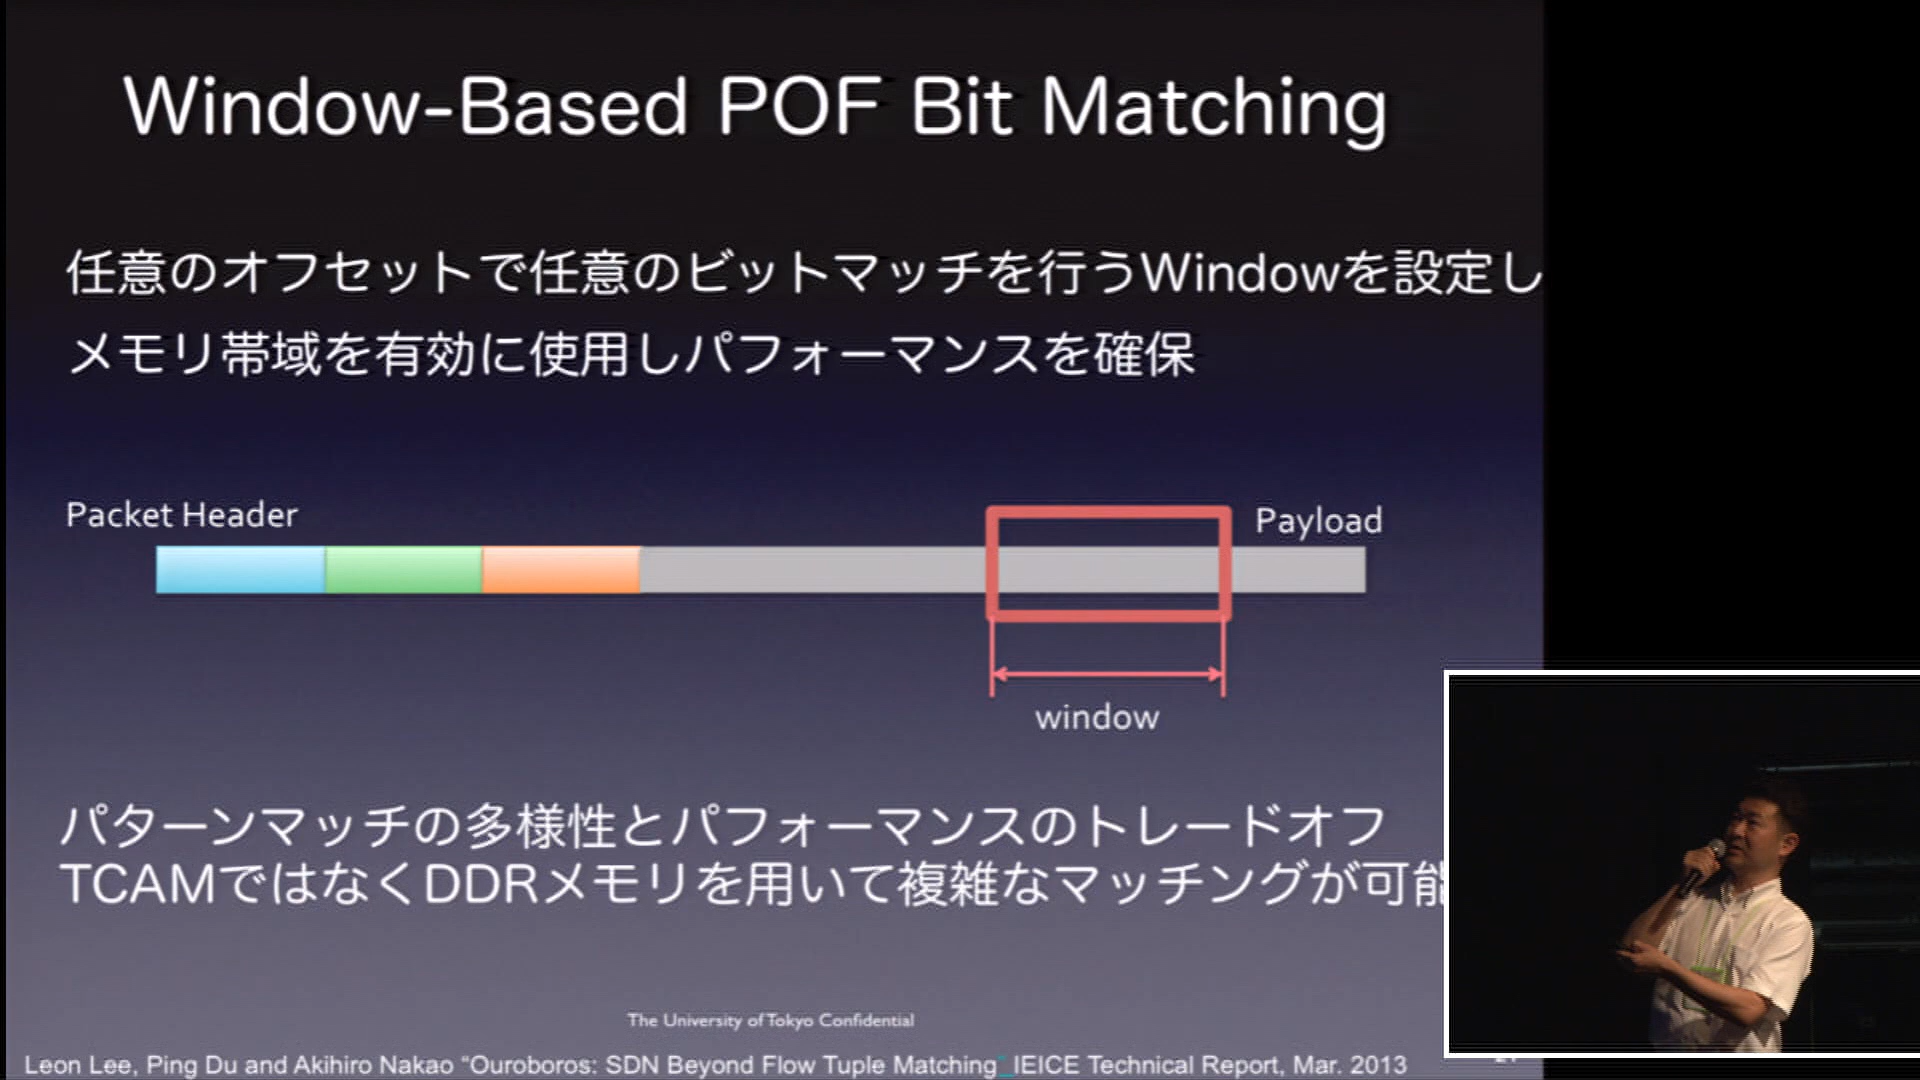 Window-Based POF Bit Matching
任意のオフセットで任意のビットマッチを行うWindowを設定し
メモリ帯域を有効に使用しパフォーマンスを確保
Packet Header
Payload
window
パターンマッチの多様性とパフォーマンスのトレードオフ
TCAMではなくDDRメモリを用いて複雑なマッチングが可能
The University of Tokyo Confidential
Leon Lee, Ping Du and Akihiro Nakao “Ouroboros: SDN Beyond Flow Tuple Matching” IEICE Technical Report, Mar. 2013